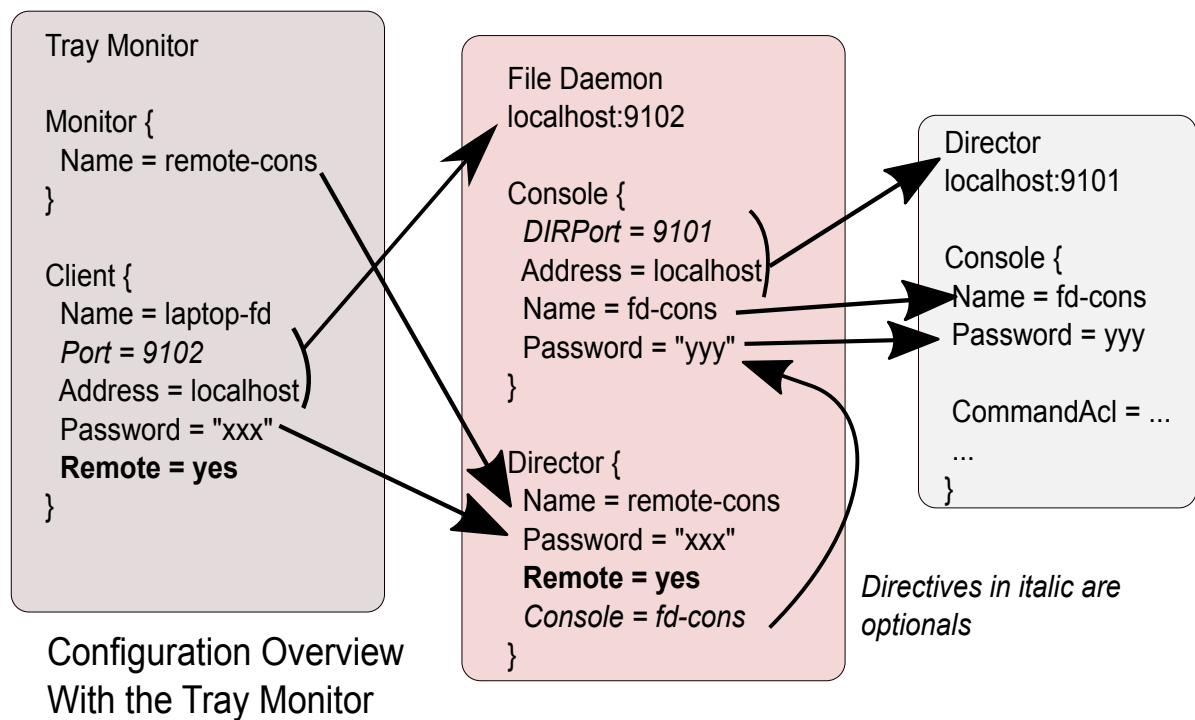 Tray Monitor
Monitor {
Name = remote-cons
}
Client {
Name = laptop-fd
Port = 9102
Address = localhost
Password = "xxx"
Remote = yes
}
File Daemon
localhost:9102
Console {
DIRPort = 9101
Address = localhost
Name = fd-cons
Password = "yyy"
}
Director {
Name = remote-cons
Password = "xxx"
Remote = yes
Console = fd-cons
}
Director
localhost:9101
Console {
Name = fd-cons
Password = yyy
CommandAcl = ...
...
}
Directives in italic are
optionals
Configuration Overview
With the Tray Monitor